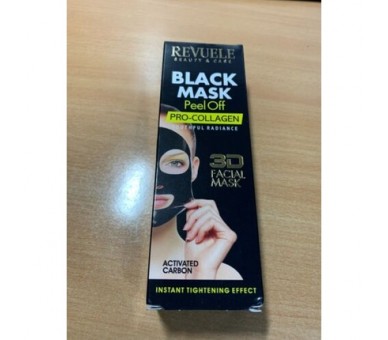 REVUELE
BEAUTY & CARE
BLACK
MASK
Peel Off
PRO-COLLAGEN
YOUTHFUL RADIANCE
3D
FACIAL
MASK
ACTIVATED
CARBON
INSTANT TIGHTENING EFFECT